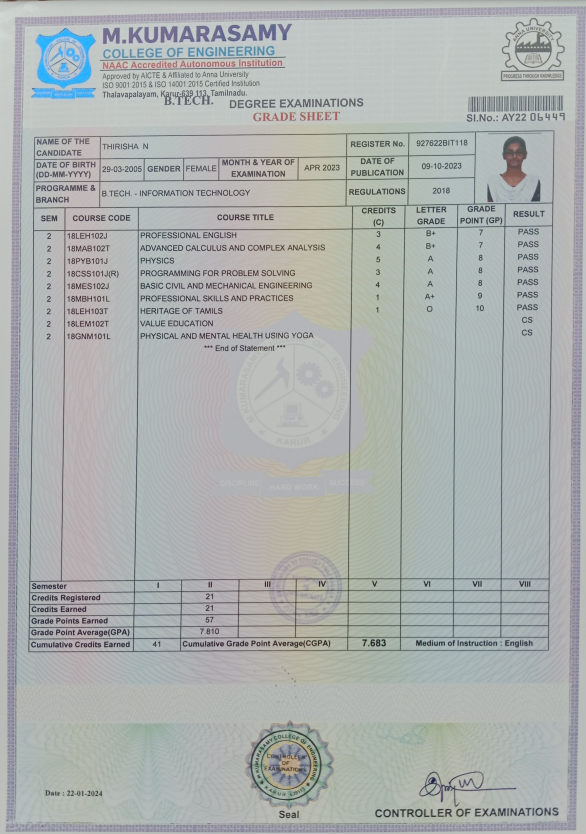 M.KUMARASAMY
COLLEGE OF ENGINEERING
NAAC Accredited Autonomous Institution
Approved by AICTE & Affiliated to Anna University
ISO 9001:2015 & ISO 14001:2015 Certified Institution
Thalavapalayam, Karur-639 113, Tamilnadu.
ANNA UNIVERSITY
PROGRESS THROUGH KNOWLEDGE
B.TECH. DEGREE EXAMINATIONS
GRADE SHEET
Sl.No.: AY22 06449
NAME OF THE CANDIDATE THIRISHA N REGISTER No. 927622BIT118
DATE OF BIRTH (DD-MM-YYYY) 29-03-2005 GENDER FEMALE MONTH & YEAR OF EXAMINATION APR 2023 DATE OF PUBLICATION 09-10-2023
PROGRAMME & BRANCH B.TECH. - INFORMATION TECHNOLOGY REGULATIONS 2018
SEM COURSE CODE COURSE TITLE CREDITS (C) LETTER GRADE GRADE POINT (GP) RESULT
2 18LEH102J PROFESSIONAL ENGLISH 3 B+ 7 PASS
2 18MAB102T ADVANCED CALCULUS AND COMPLEX ANALYSIS 4 B+ 7 PASS
2 18PYB101J PHYSICS 5 A 8 PASS
2 18CSS101J(R) PROGRAMMING FOR PROBLEM SOLVING 3 A 8 PASS
2 18MES102J BASIC CIVIL AND MECHANICAL ENGINEERING 4 A 8 PASS
2 18MBH101L PROFESSIONAL SKILLS AND PRACTICES 1 A+ 9 PASS
2 18LEH103T HERITAGE OF TAMILS 1 O 10 PASS
2 18LEM102T VALUE EDUCATION CS
2 18GNM101L PHYSICAL AND MENTAL HEALTH USING YOGA CS
*** End of Statement ***
KARUR
DISCIPLINE HARD WORK SUCCESS
Semester I II III IV V VI VII VIII
Credits Registered 21
Credits Earned 21
Grade Points Earned 57
Grade Point Average(GPA) 7.810
Cumulative Credits Earned 41 Cumulative Grade Point Average(CGPA) 7.683 Medium of Instruction : English
M.KUMARASAMY COLLEGE OF ENGINEERING
CONTROLLER
OF
EXAMINATIONS
Date : 22-01-2024
Seal
CONTROLLER OF EXAMINATIONS